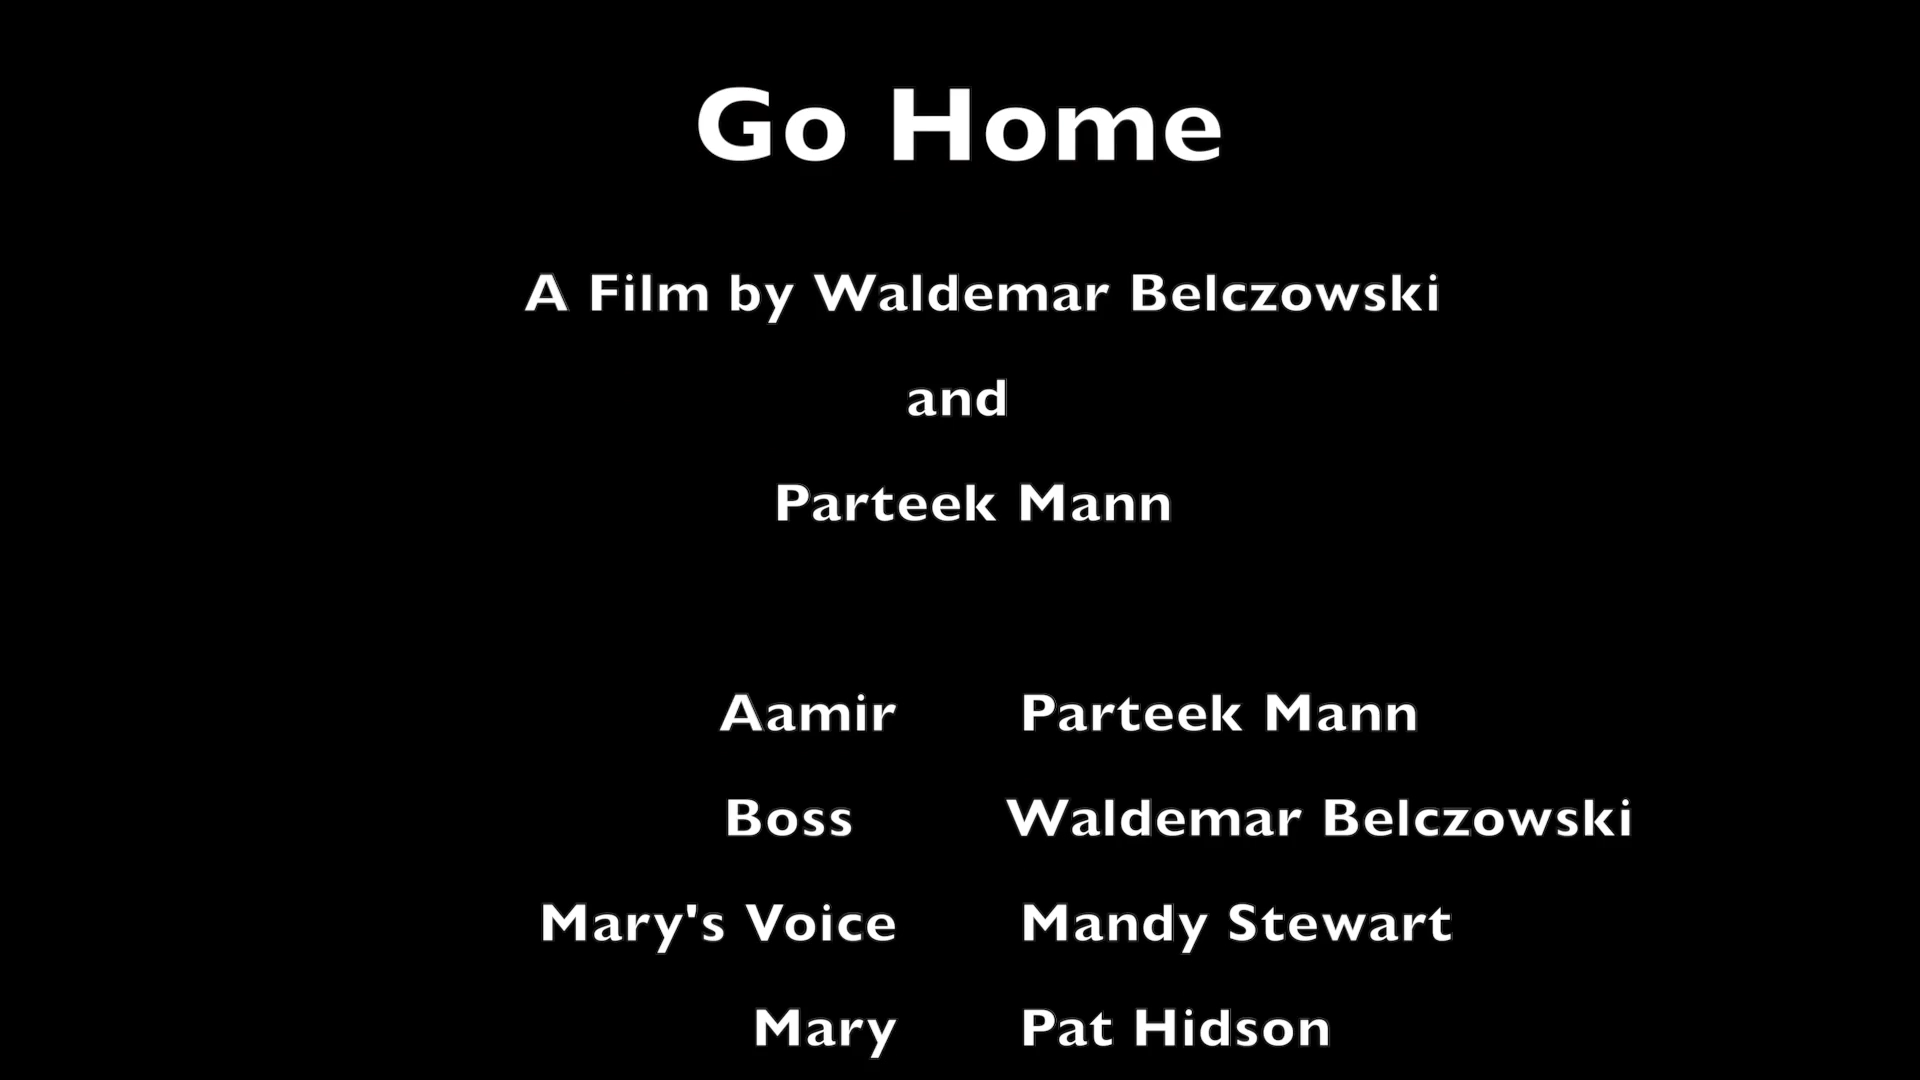 Go Home
A Film by Waldemar Belczowski
and
Parteek Mann
Aamir Parteek Mann
Boss Waldemar Belczowski
Mary's Voice Mandy Stewart
Mary Pat Hidson